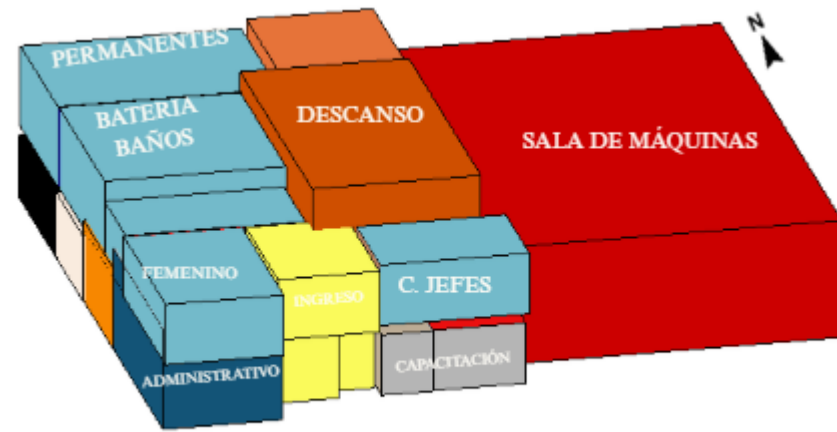 N
PERMANENTES
BATERIA
BAÑOS
DESCANSO
SALA DE MÁQUINAS
FEMENINO
INGRESO
C. JEFES
ADMINISTRATIVO
CAPACITACIÓN